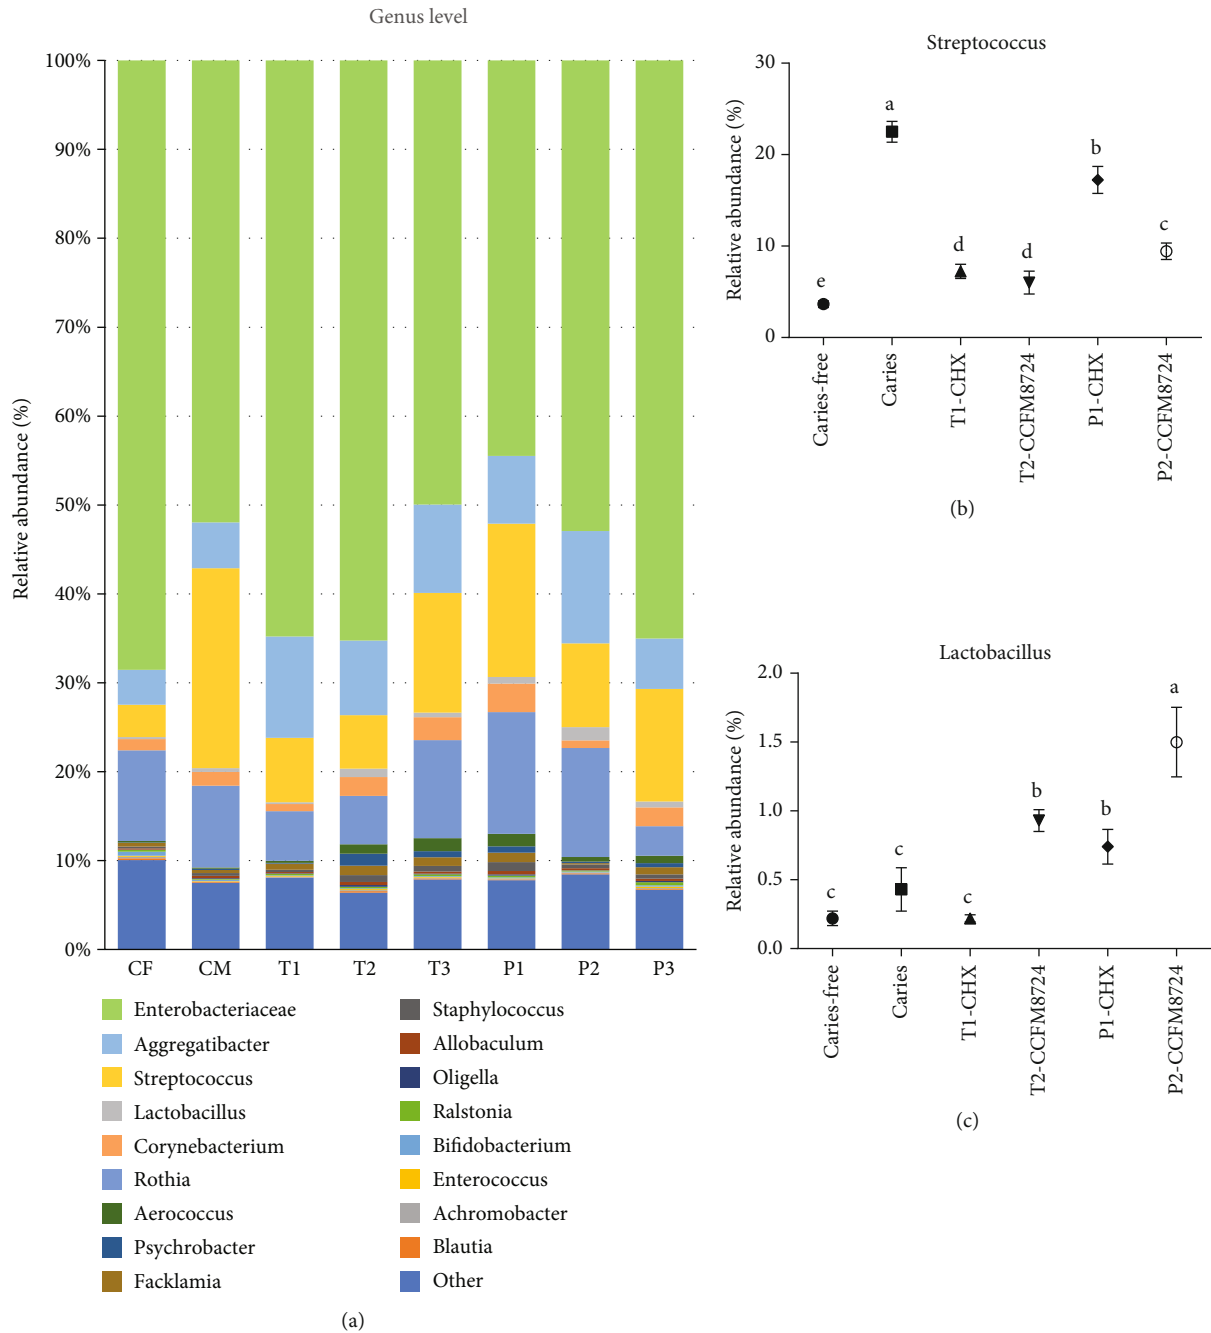 Genus level
Relative abundance (%)
100%
90%
80%
70%
60%
50%
40%
30%
20%
10%
0%
CF CM T1 T2 T3 P1 P2 P3
Enterobacteriaceae
Aggregatibacter
Streptococcus
Lactobacillus
Corynebacterium
Rothia
Aerococcus
Psychrobacter
Facklamia
Staphylococcus
Allobaculum
Oligella
Ralstonia
Bifidobacterium
Enterococcus
Achromobacter
Blautia
Other
(a)
Streptococcus
Relative abundance (%)
30
20
10
0
e
a
d
d
b
c
Caries-free
Caries
T1-CHX
T2-CCFM8724
P1-CHX
P2-CCFM8724
(b)
Lactobacillus
Relative abundance (%)
2.0
1.5
1.0
0.5
0.0
c
c
c
b
b
a
Caries-free
Caries
T1-CHX
T2-CCFM8724
P1-CHX
P2-CCFM8724
(c)